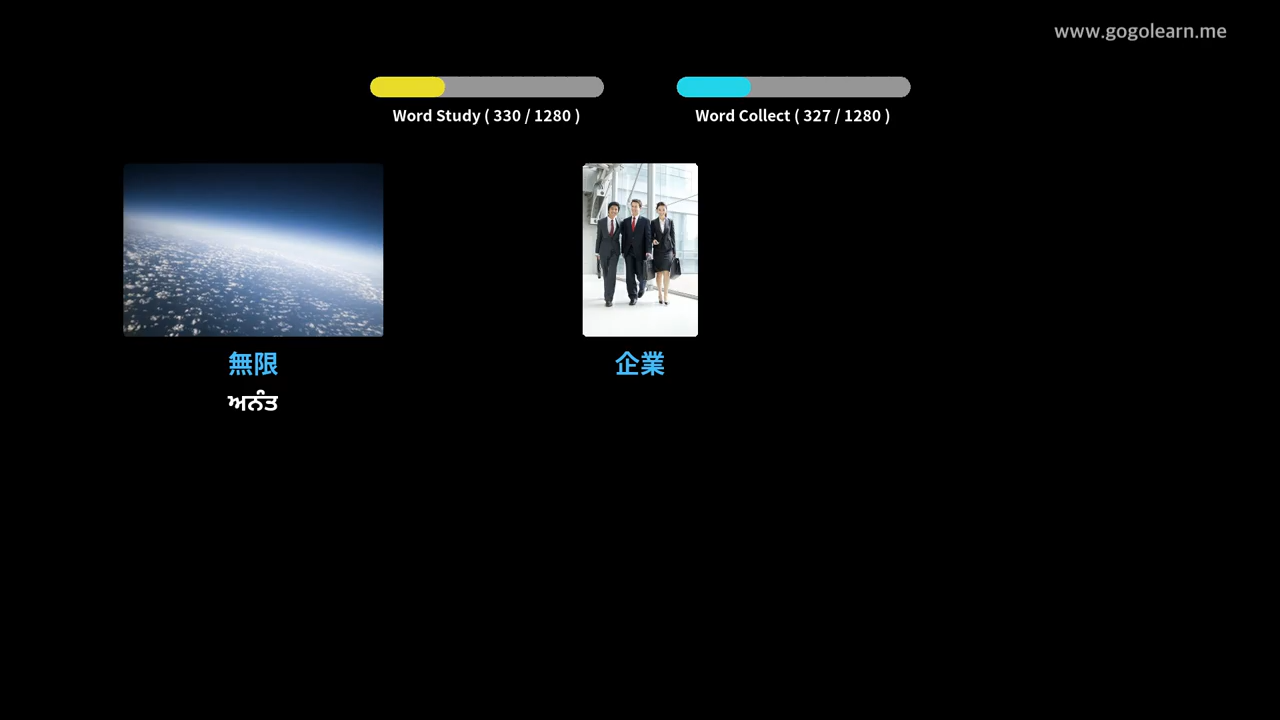 www.gogolearn.me
Word Study ( 330 / 1280 )
Word Collect ( 327 / 1280 )
無限
企業
ਅਨੰਤ